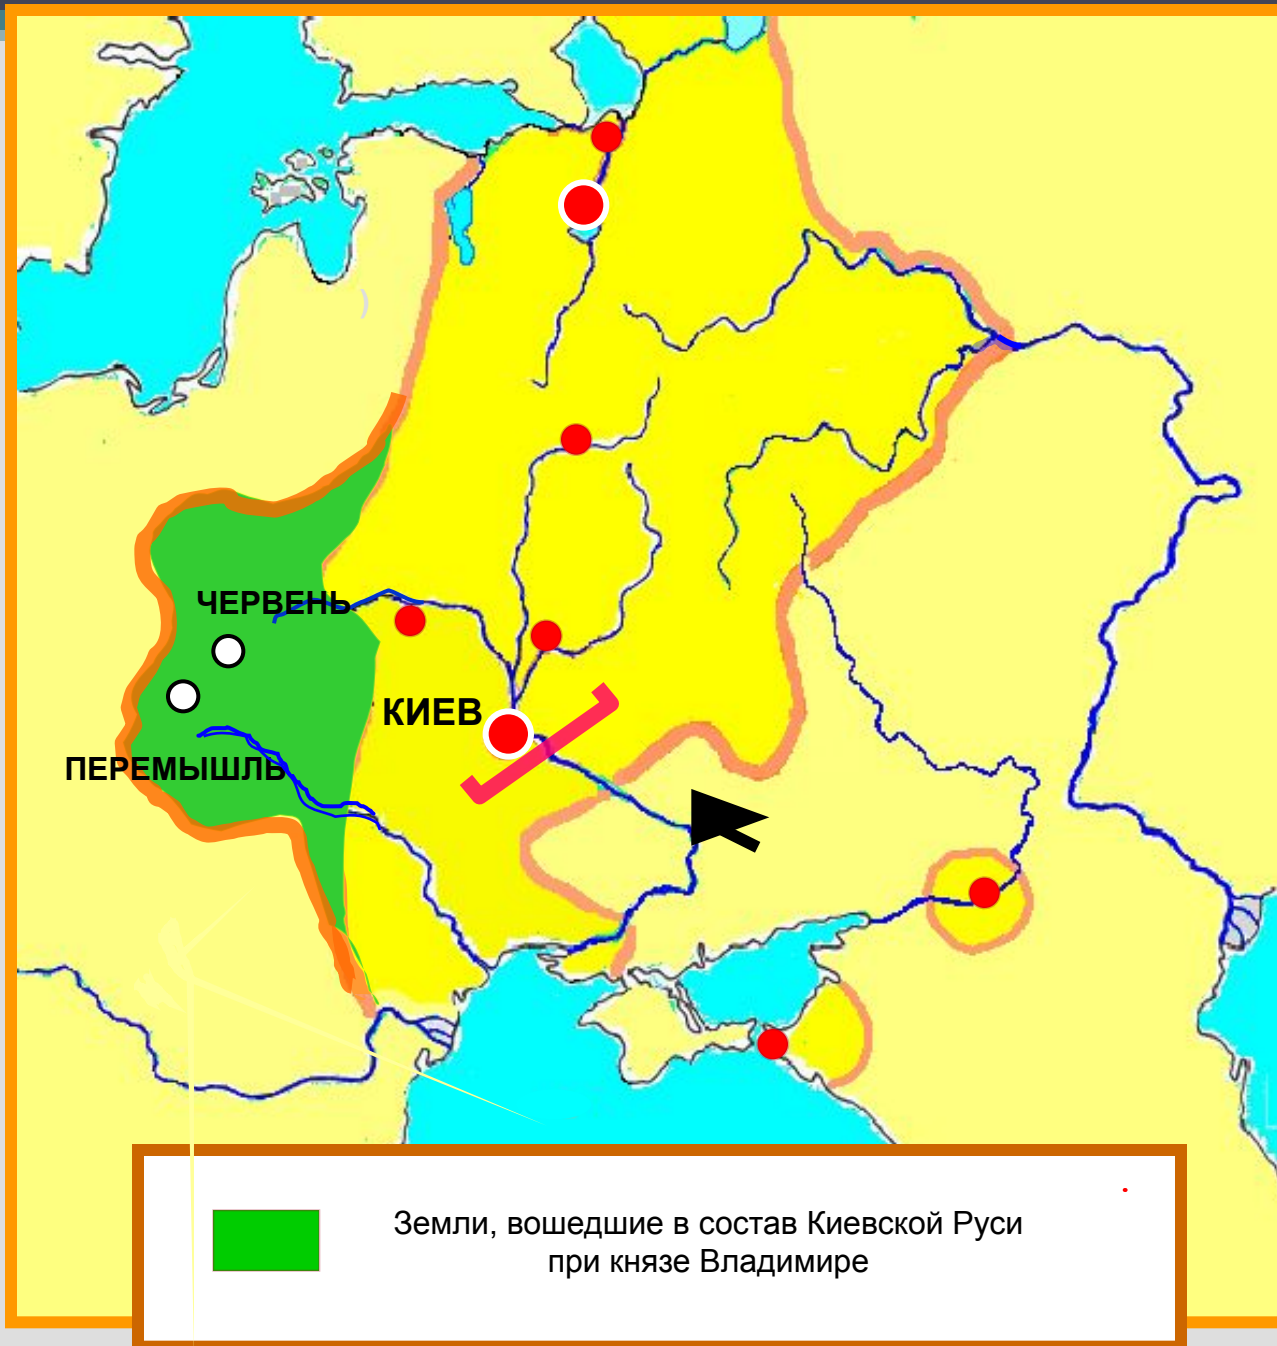 ЧЕРВЕНЬ
КИЕВ
ПЕРЕМЫШЛЬ
Земли, вошедшие в состав Киевской Руси
при князе Владимире